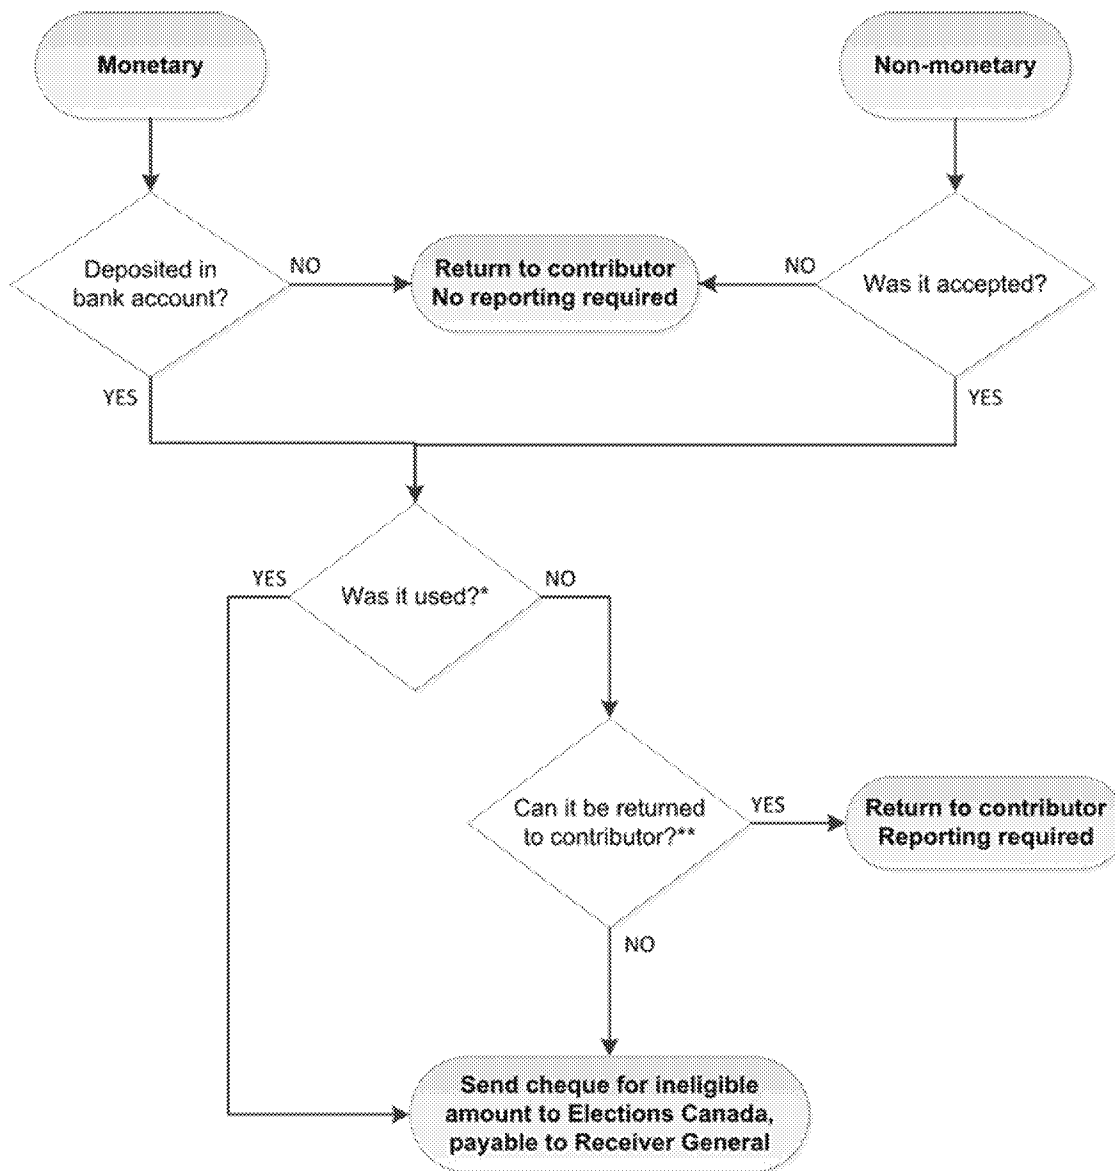 Monetary
Non-monetary
Deposited in
bank account?
NO
Return to contributor
No reporting required
NO
Was it accepted?
YES
YES
YES
Was it used?*
NO
Can it be returned
to contributor?**
YES
Return to contributor
Reporting required
NO
Send cheque for ineligible
amount to Elections Canada,
payable to Receiver General